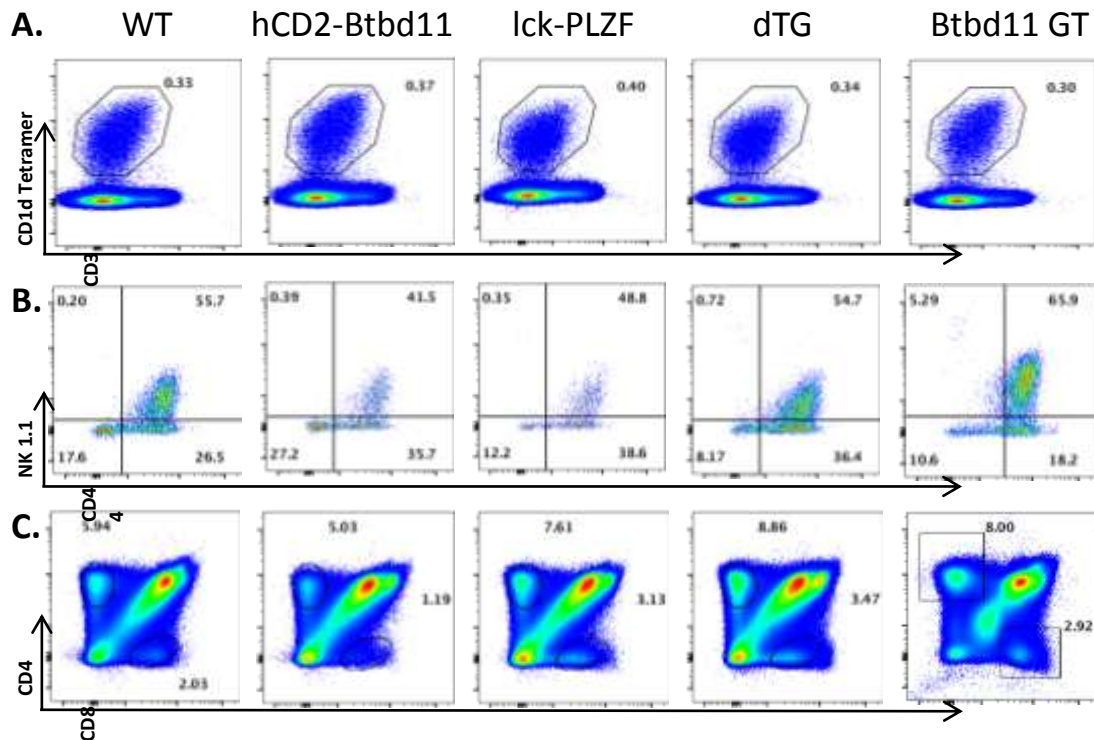 A. WT hCD2-Btbd11 lck-PLZF dTG Btbd11 GT
0.33 0.37 0.40 0.34 0.30
CD1d Tetramer
CD3
B.
0.20 55.7 0.39 41.5 0.35 48.8 0.72 54.7 5.29 65.9
NK 1.1
17.6 26.5 27.2 35.7 12.2 38.6 8.17 36.4 10.6 18.2
CD4
4
C.
5.94 5.03 7.61 8.86 8.00
1.19 3.13 3.47 2.92
CD4
2.03
CD8